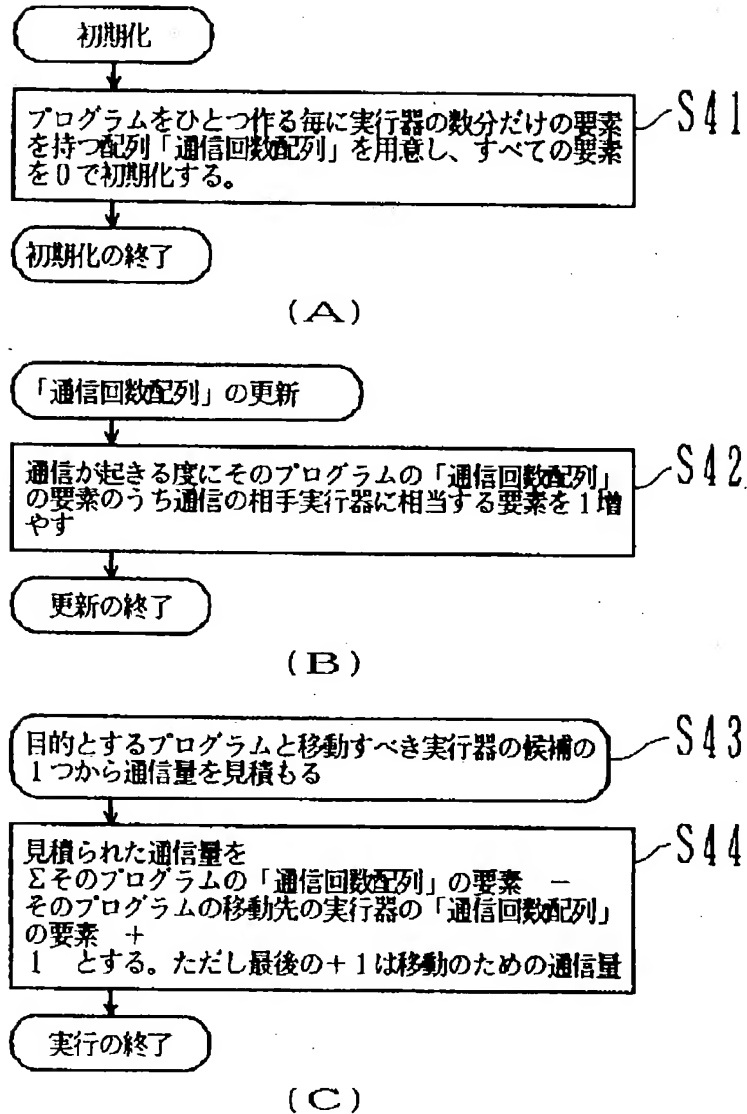 初期化
プログラムをひとつ作る毎に実行器の数分だけの要素
を持つ配列「通信回数配列」を用意し、すべての要素
を0で初期化する。
S41
初期化の終了
(A)
「通信回数配列」の更新
通信が起きる度にそのプログラムの「通信回数配列」
の要素のうち通信の相手実行器に相当する要素を1増
やす
S42
更新の終了
(B)
目的とするプログラムと移動すべき実行器の候補の
1つから通信量を見積もる
S43
見積られた通信量を
Σそのプログラムの「通信回数配列」の要素 －
そのプログラムの移動先の実行器の「通信回数配列」
の要素 ＋
1 とする。ただし最後の+1は移動のための通信量
S44
実行の終了
(C)